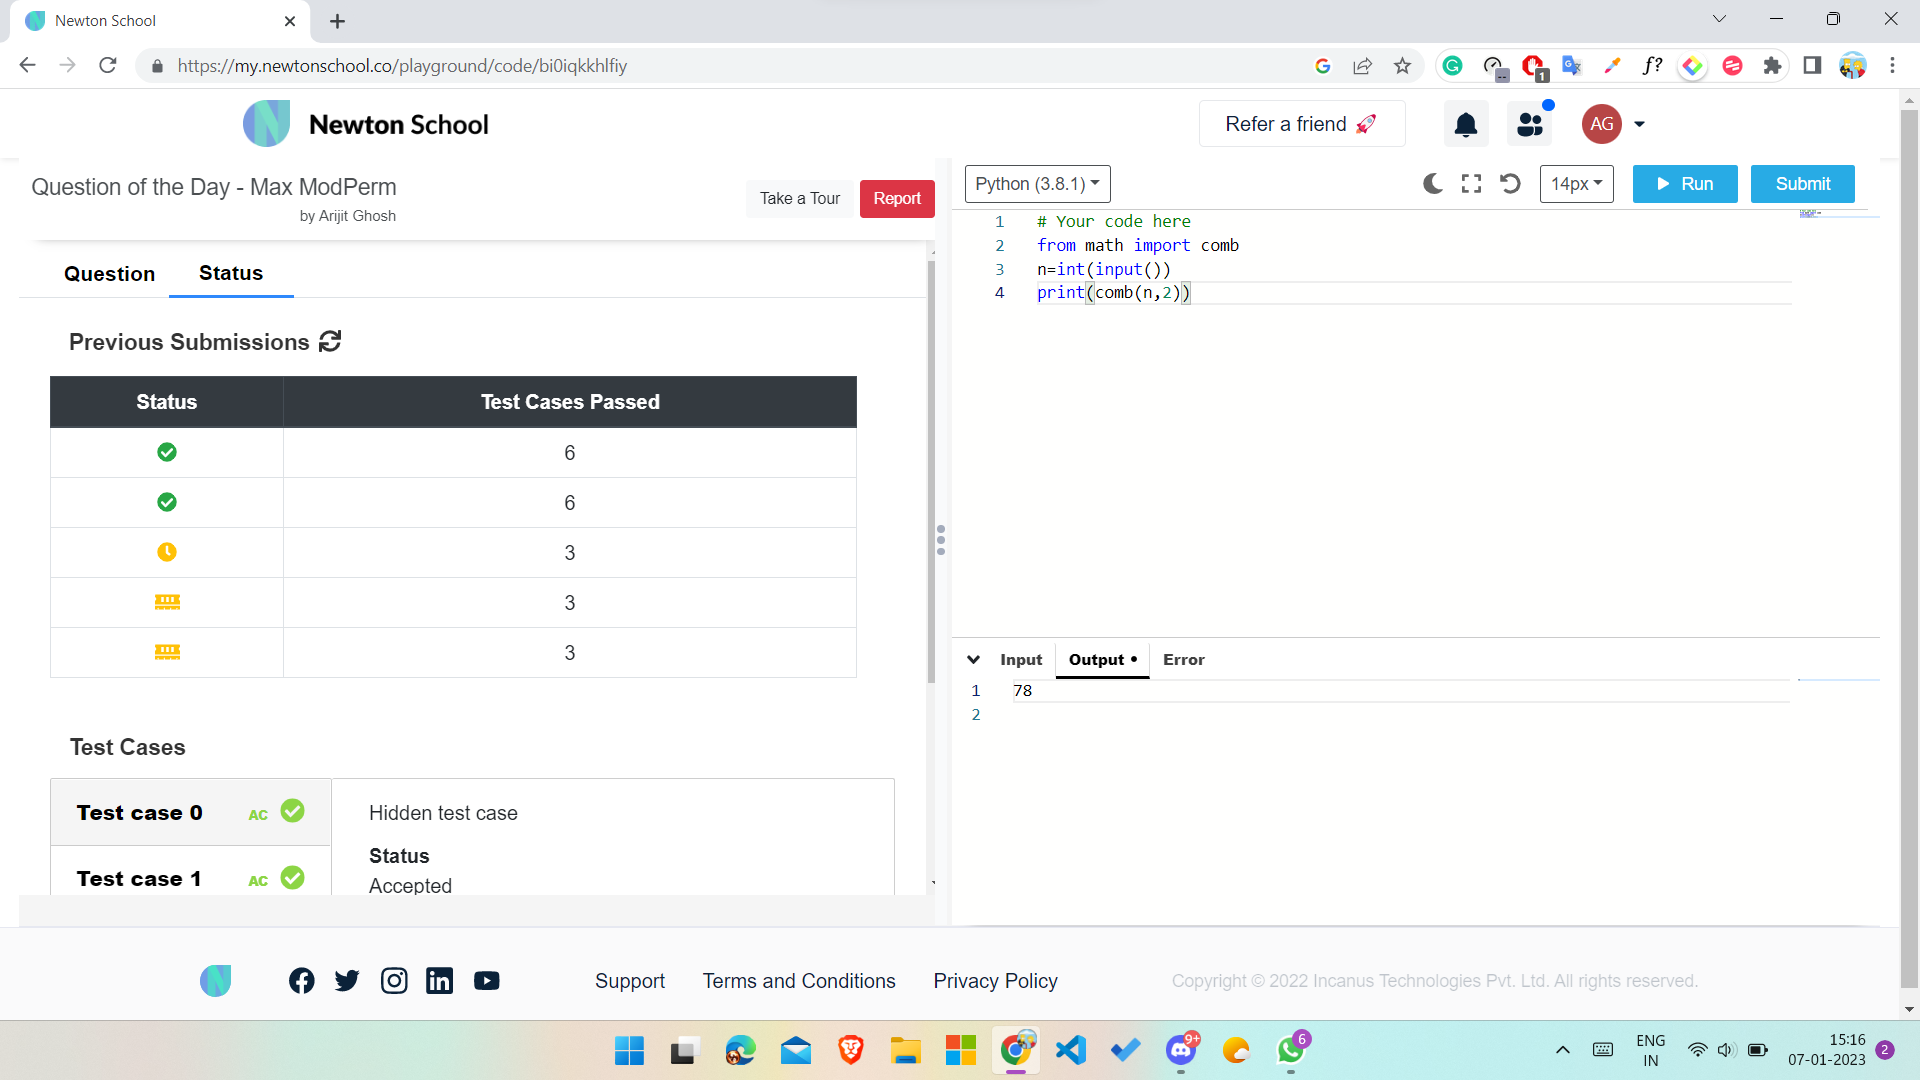 Newton School
https://my.newtonschool.co/playground/code/bi0iqkkhlfiy
1
f?
Newton School
Refer a friend 🚀
AG
Question of the Day - Max ModPerm
by Arijit Ghosh
Take a Tour
Report
Python (3.8.1)
14px
Run
Submit
Question
Status
1 # Your code here
2 from math import comb
3 n=int(input())
4 print(comb(n,2))
Previous Submissions
Status Test Cases Passed
6
6
3
3
3
Input Output • Error
1 78
2
Test Cases
Test case 0 AC
Hidden test case
Status
Accepted
Test case 1 AC
Support Terms and Conditions Privacy Policy
Copyright © 2022 Incanus Technologies Pvt. Ltd. All rights reserved.
9+
6
ENG
IN
15:16
07-01-2023
2